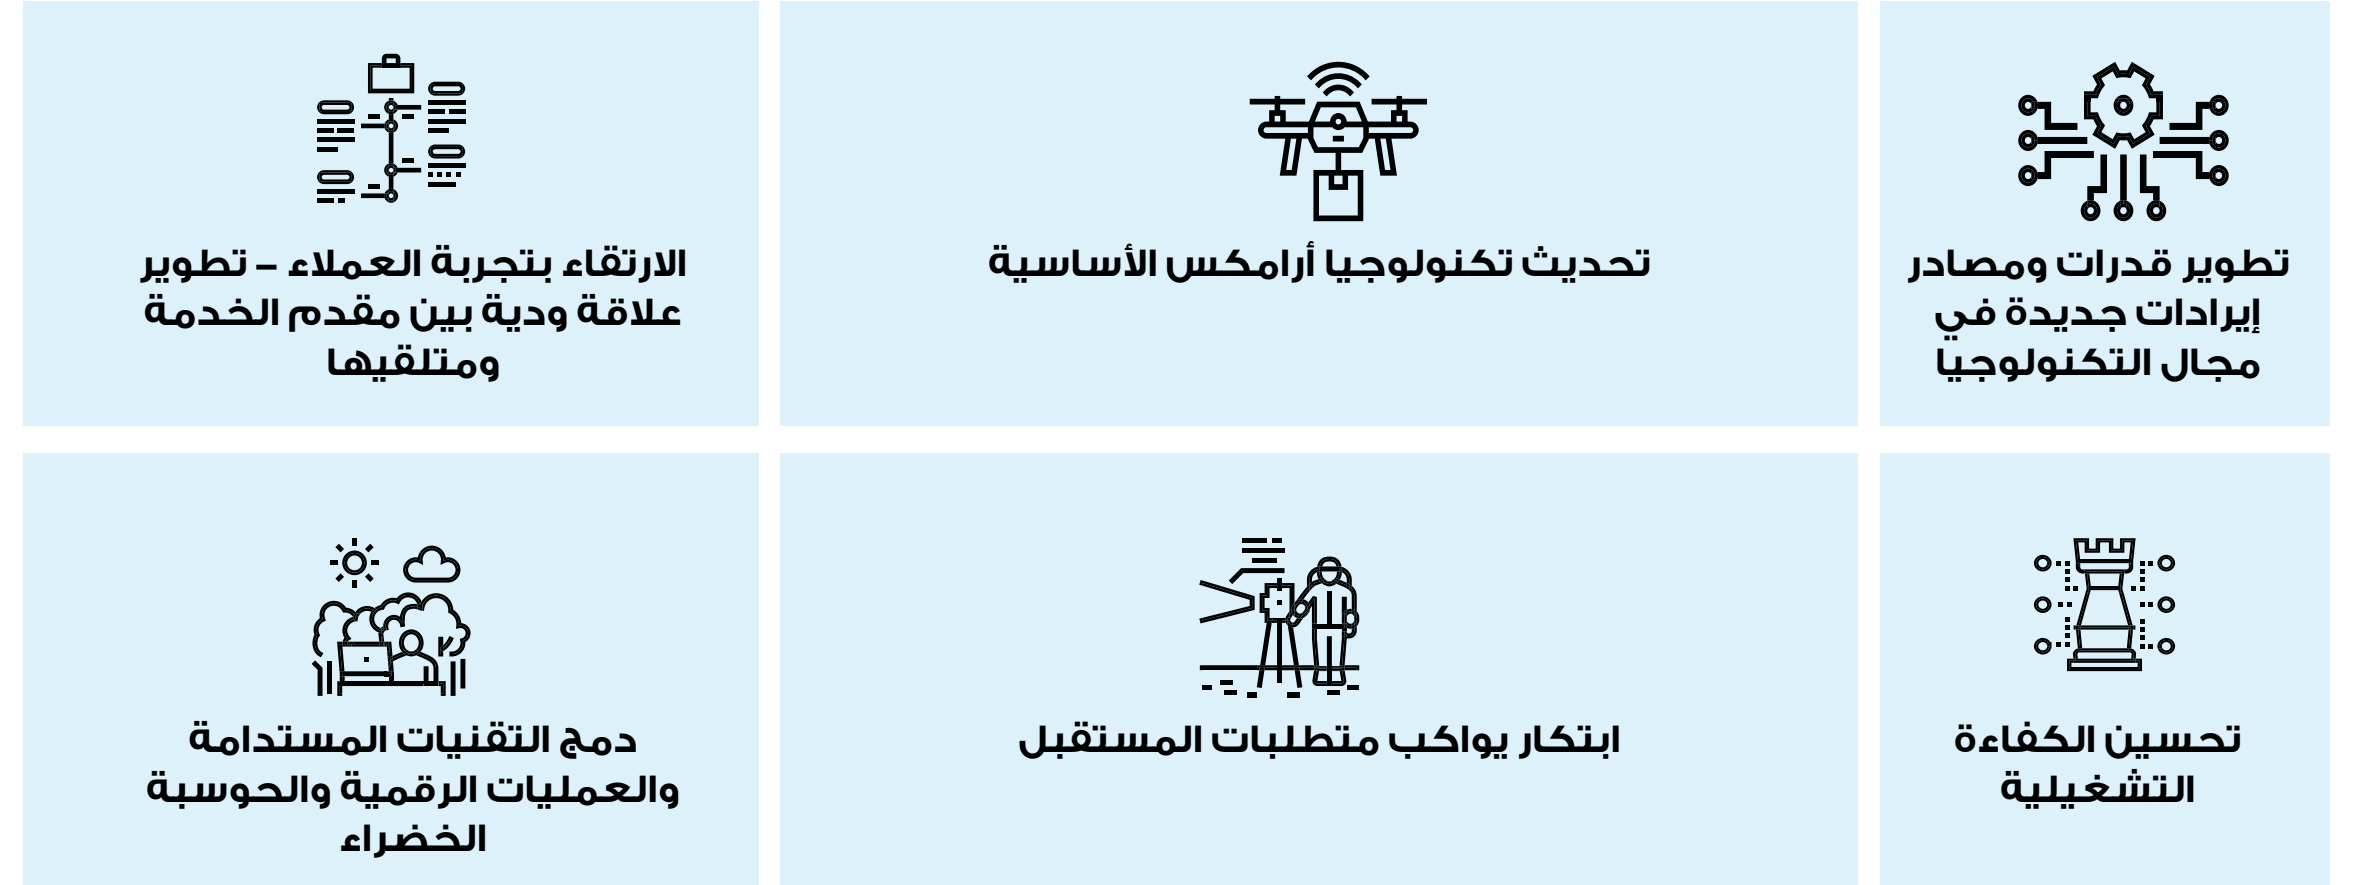 تطوير قدرات ومصادر
إيرادات جديدة في
مجال التكنولوجيا
تحديث تكنولوجيا أرامكس الأساسية
الارتقاء بتجربة العملاء – تطوير
علاقة ودية بين مقدم الخدمة
ومتلقيها
تحسين الكفاءة
التشغيلية
ابتكار يواكب متطلبات المستقبل
دمج التقنيات المستدامة
والعمليات الرقمية والحوسبة
الخضراء